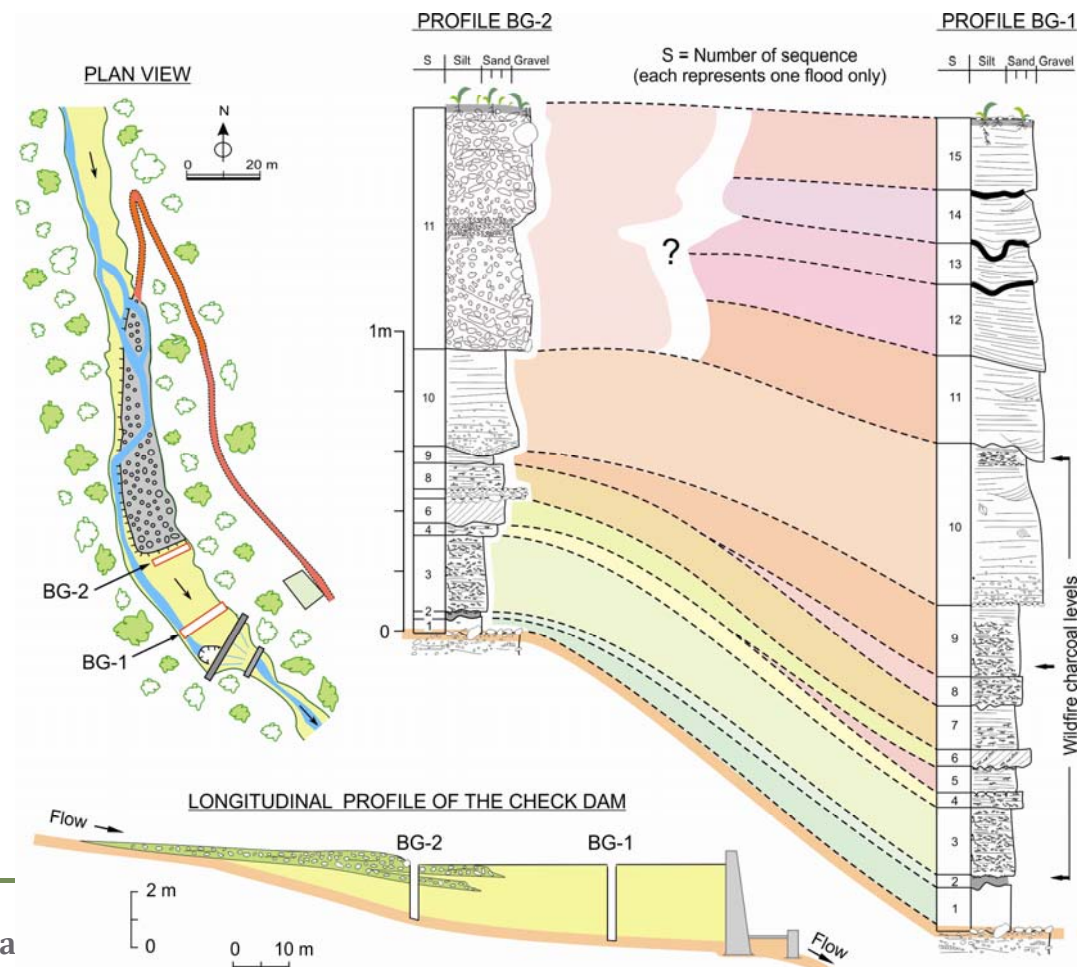 PROFILE BG-2
PROFILE BG-1
S = Number of sequence
(each represents one flood only)
S Silt Sand Gravel
S Silt Sand Gravel
PLAN VIEW
N
0 20 m
BG-2
BG-1
1m
0
11
10
9
8
6
4
3
2
1
?
15
14
13
12
11
10
9
8
7
6
5
4
3
2
1
Wildfire charcoal levels
LONGITUDINAL PROFILE OF THE CHECK DAM
Flow
BG-2
BG-1
2 m
0
0 10 m
Flow
a